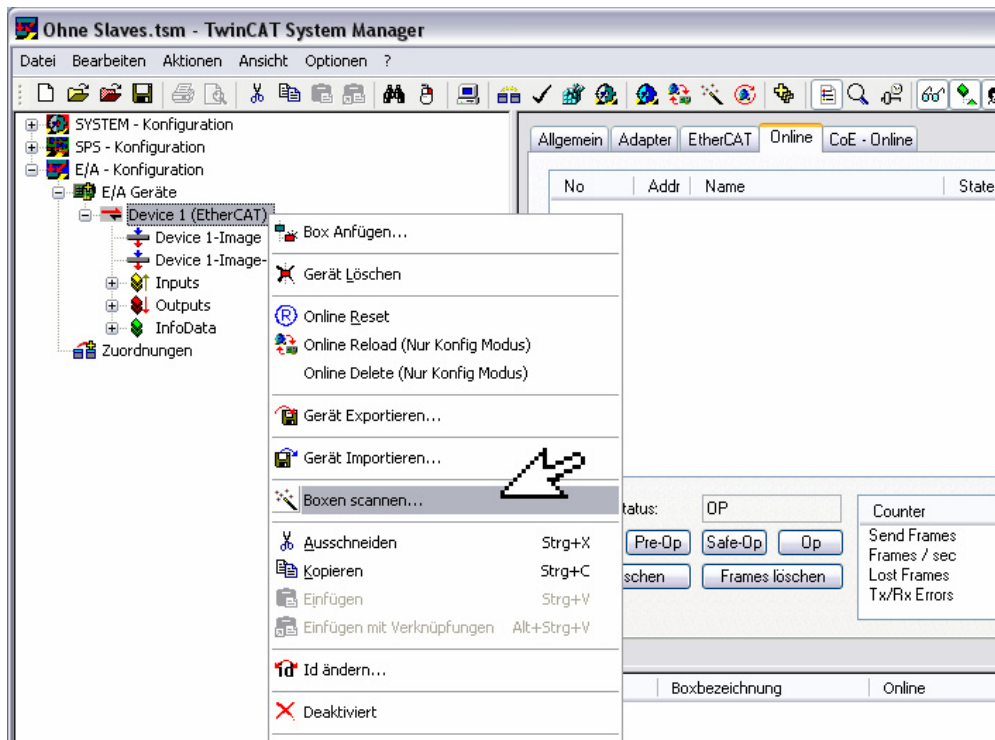 Ohne Slaves.tsm - TwinCAT System Manager
Datei Bearbeiten Aktionen Ansicht Optionen ?
SYSTEM - Konfiguration
SPS - Konfiguration
E/A - Konfiguration
E/A Geräte
Device 1 (EtherCAT)
Device 1-Image
Device 1-Image-
Inputs
Outputs
InfoData
Zuordnungen
Box Anfügen...
Gerät Löschen
Online Reset
Online Reload (Nur Konfig Modus)
Online Delete (Nur Konfig Modus)
Gerät Exportieren...
Gerät Importieren...
Boxen scannen...
Ausschneiden Strg+X
Kopieren Strg+C
Einfügen Strg+V
Einfügen mit Verknüpfungen Alt+Strg+V
Id ändern...
Deaktiviert
Allgemein Adapter EtherCAT Online CoE - Online
No Addr Name State
tatus: OP
Pre-Op Safe-Op Op
schen Frames löschen
Counter
Send Frames
Frames / sec
Lost Frames
Tx/Rx Errors
Boxbezeichnung Online